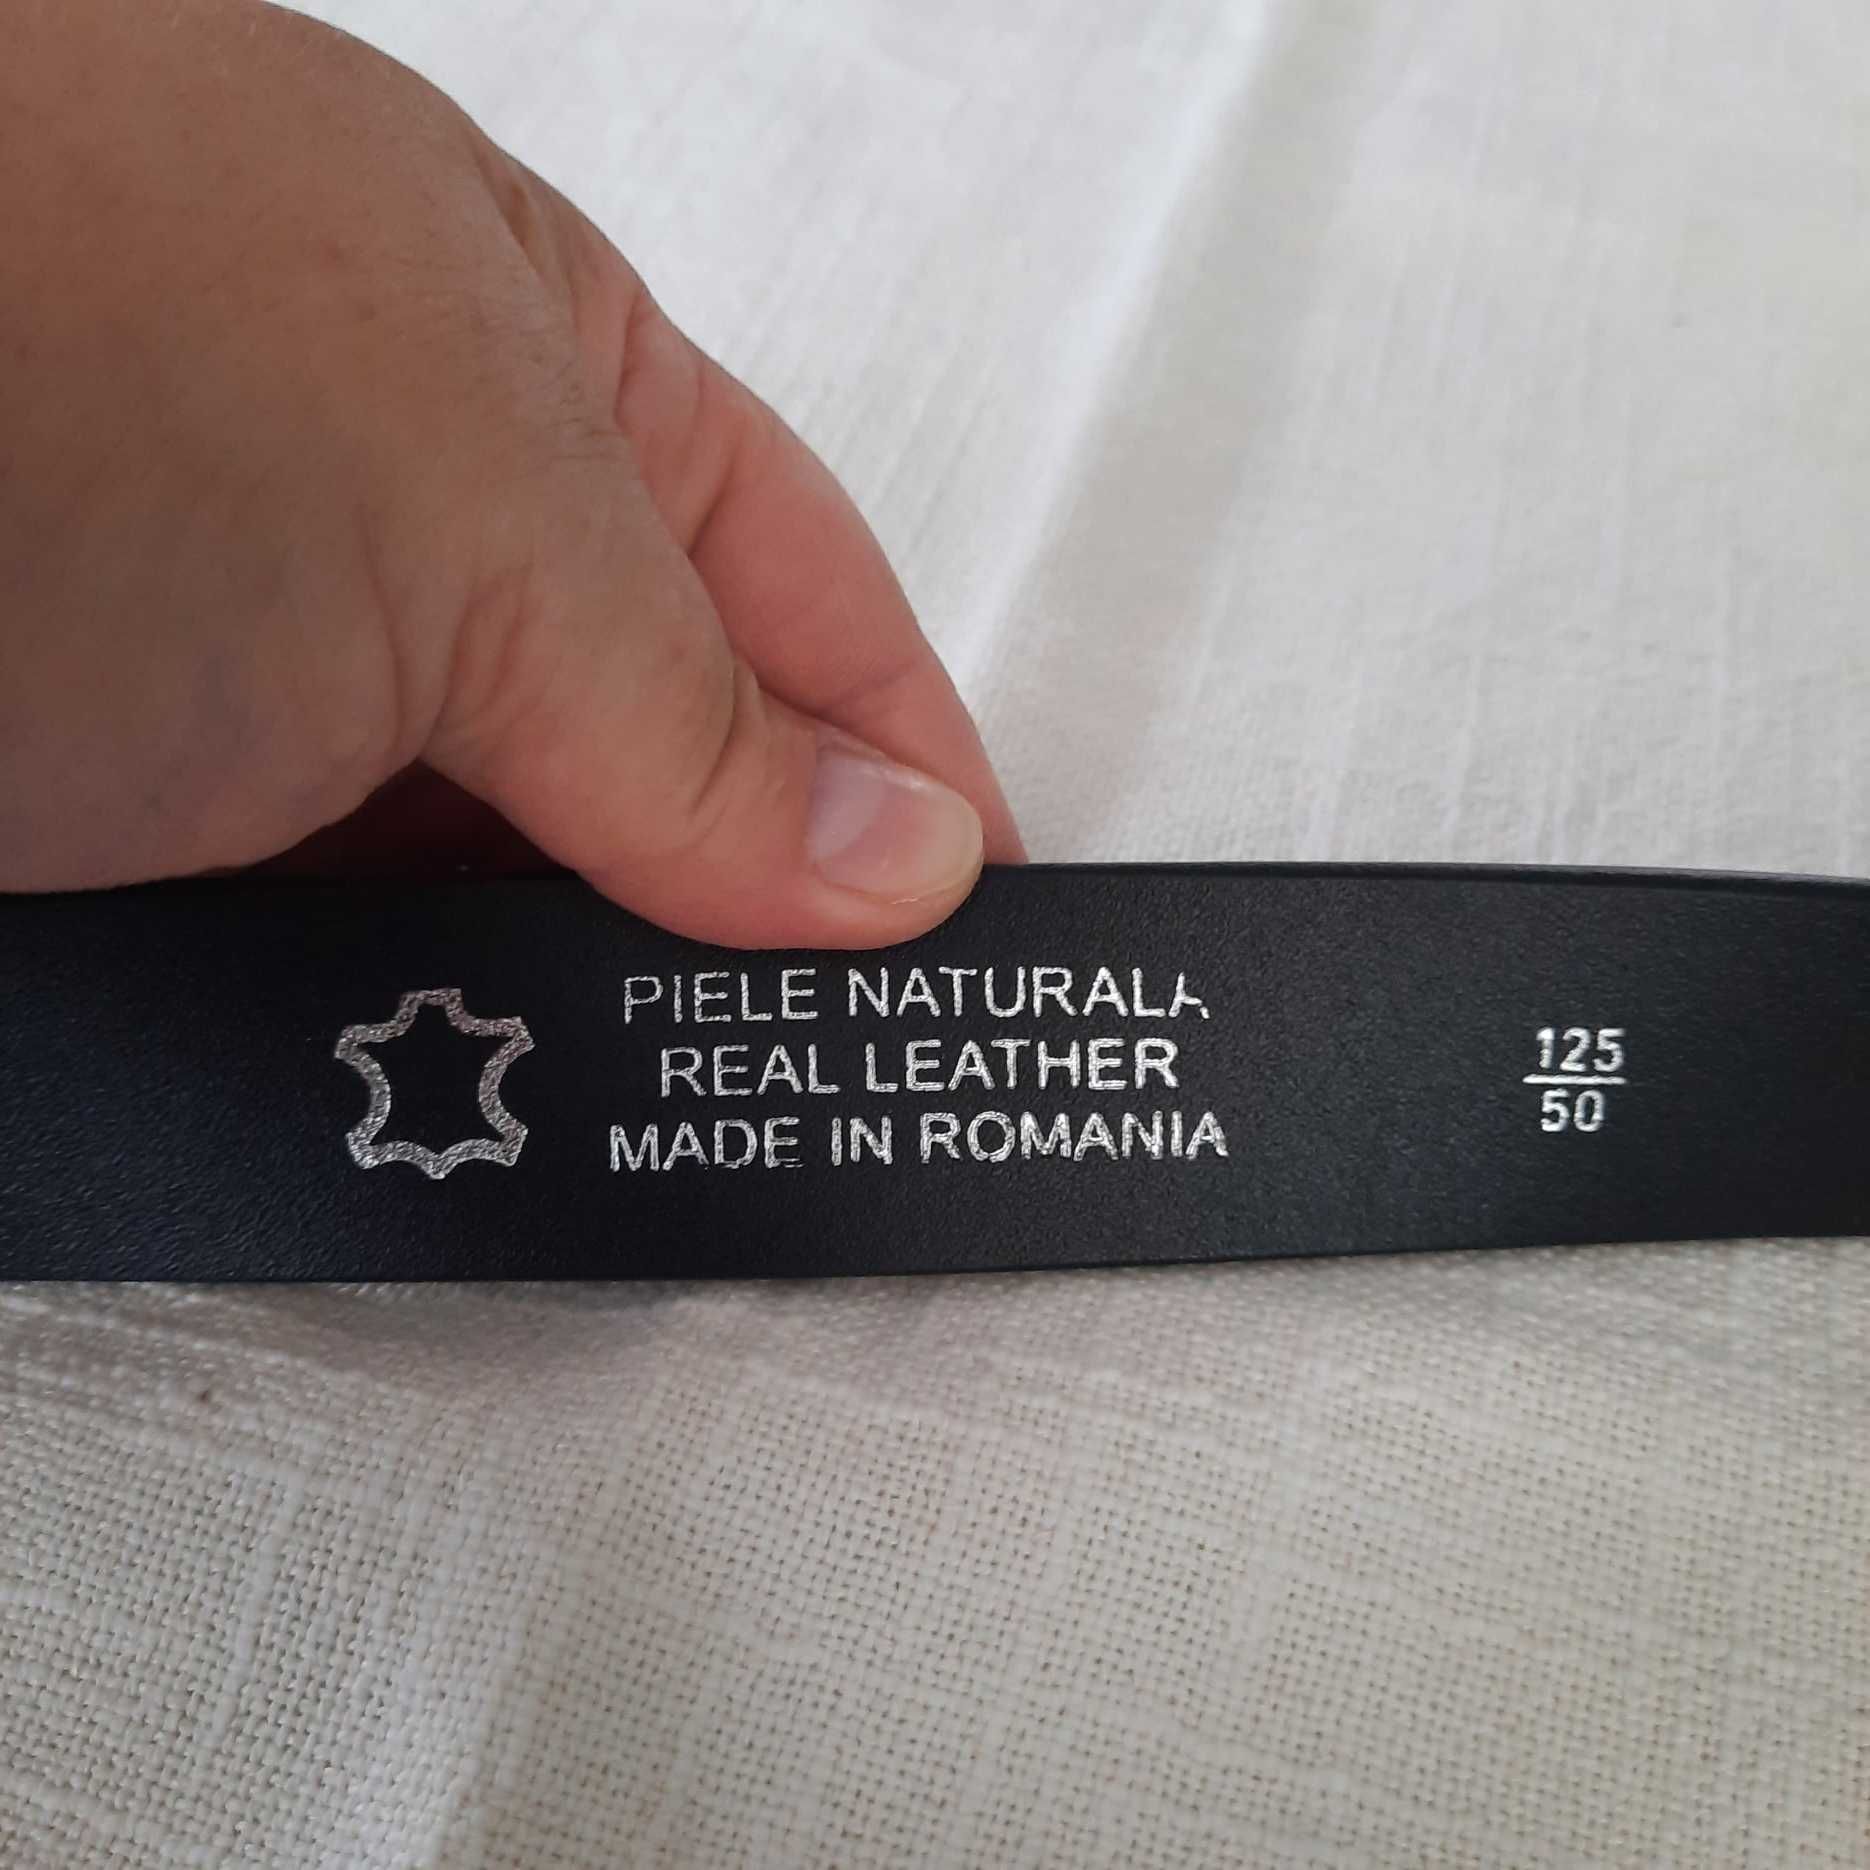 PIELE NATURALA
REAL LEATHER
MADE IN ROMANIA
125
50